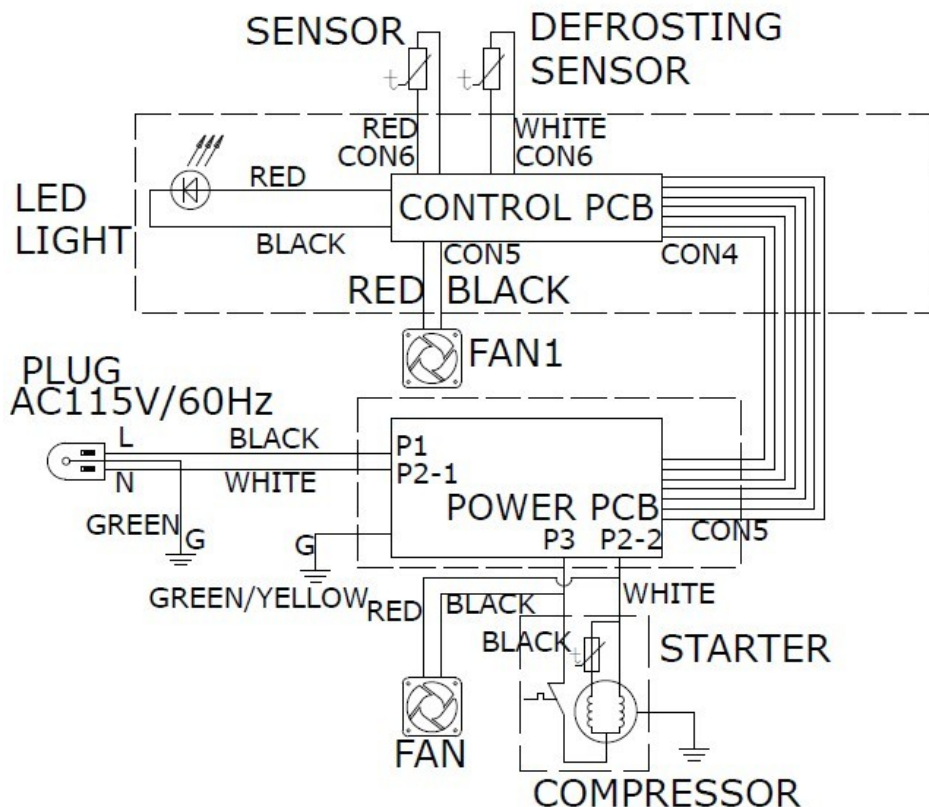 SENSOR
DEFROSTING
SENSOR
t
t
RED
CON6
WHITE
CON6
LED
LIGHT
RED
BLACK
CONTROL PCB
CON5
CON4
RED
BLACK
FAN1
PLUG
AC115V/60Hz
L
BLACK
P1
N
WHITE
P2-1
POWER PCB
CON5
GREEN
G
G
P3
P2-2
GREEN/YELLOW
RED
BLACK
WHITE
BLACK
t
STARTER
FAN
COMPRESSOR